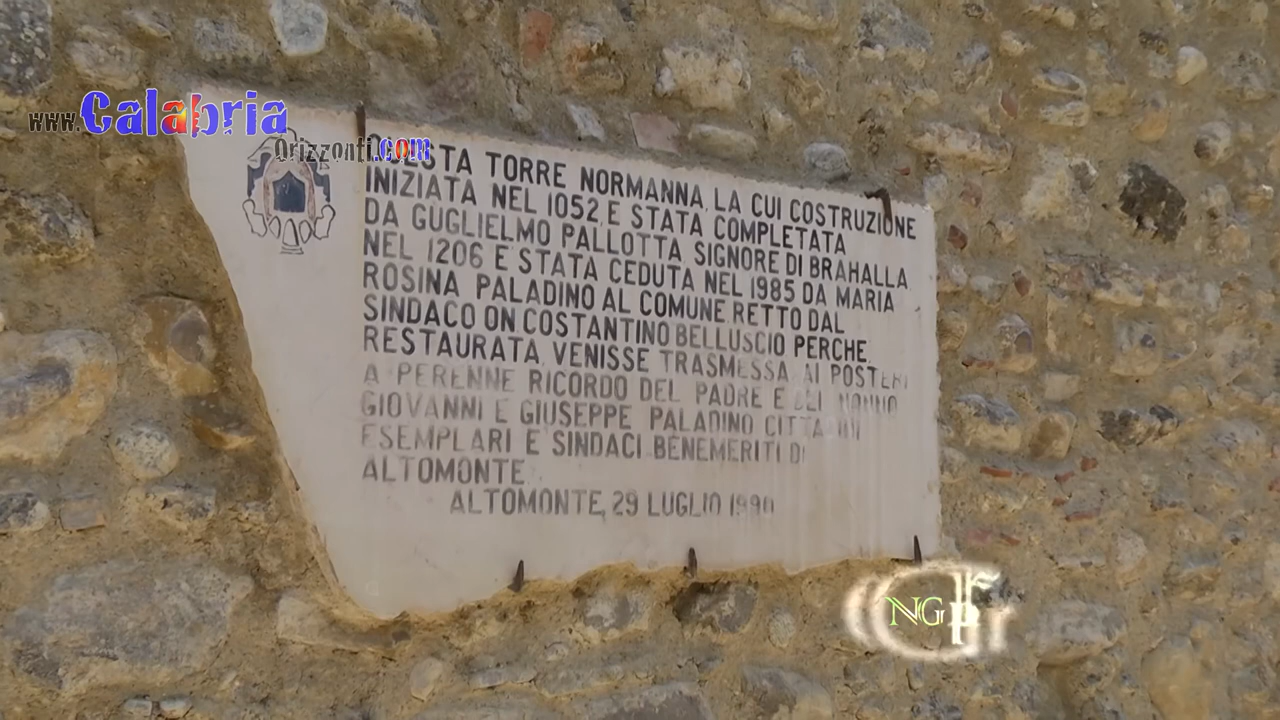 www.Calabria
Orizzonti.com
QUESTA TORRE NORMANNA, LA CUI COSTRUZIONE
INIZIATA NEL 1052 E STATA COMPLETATA
DA GUGLIELMO PALLOTTA SIGNORE DI BRAHALLA
NEL 1206 E STATA CEDUTA NEL 1985 DA MARIA
ROSINA PALADINO AL COMUNE RETTO DAL
SINDACO ON COSTANTINO BELLUSCIO PERCHE
RESTAURATA VENISSE TRASMESSA AI POSTERI
A PERENNE RICORDO DEL PADRE E DEL NONNO
GIOVANNI E GIUSEPPE PALADINO CITTADINI
ESEMPLARI E SINDACI BENEMERITI DI
ALTOMONTE
ALTOMONTE, 29 LUGLIO 1990
NG